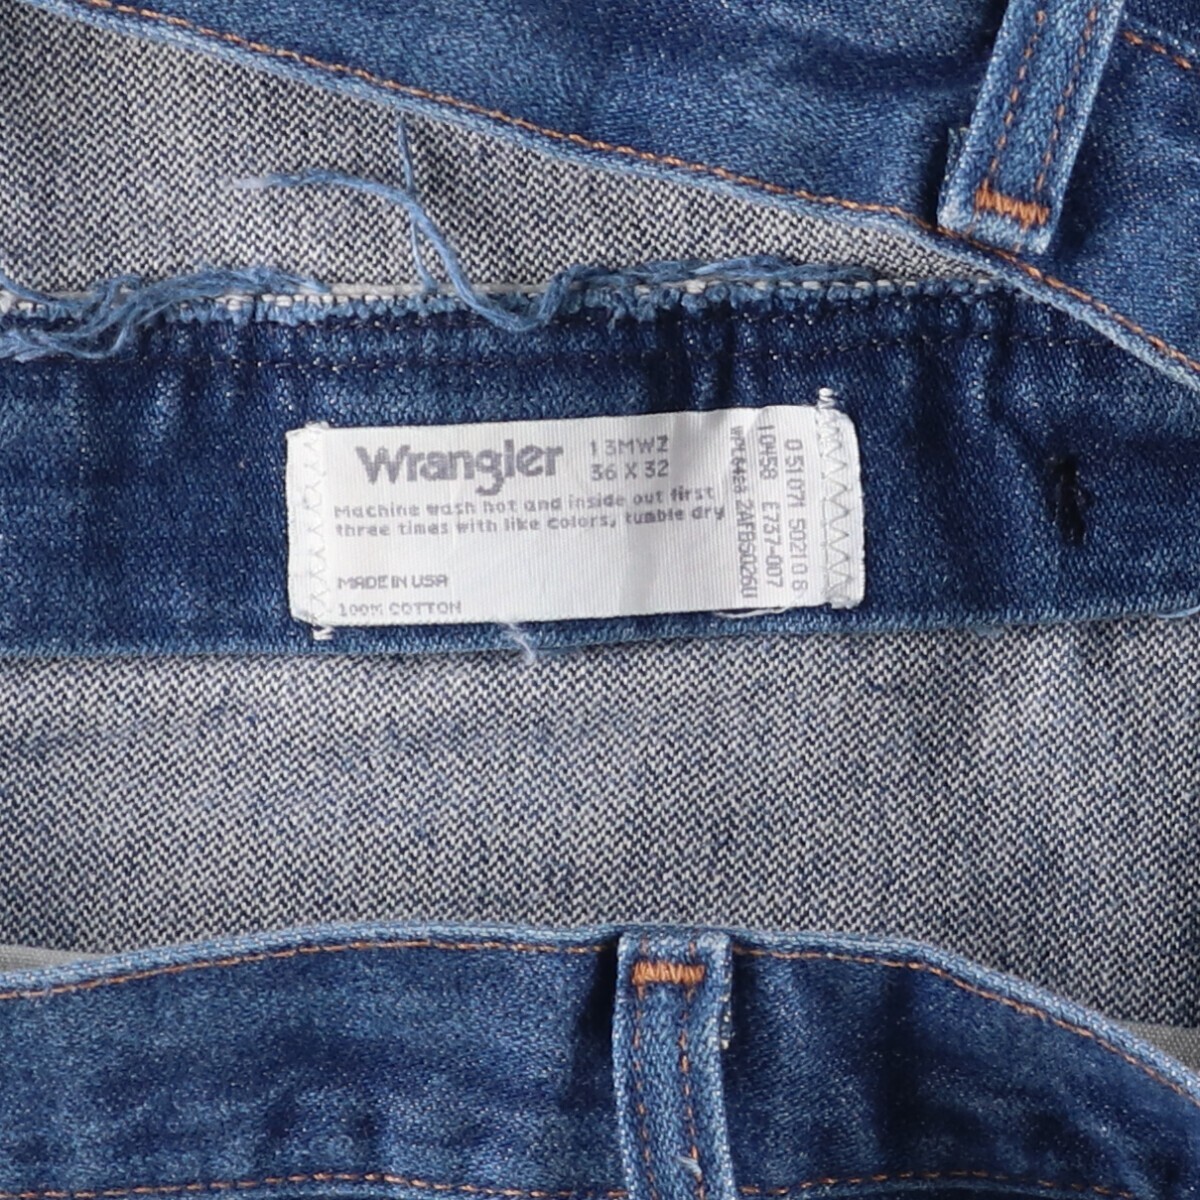 Wrangler
13MWZ
36 X 32
Machine wash hot and inside out first
three times with like colors, tumble dry
MADE IN USA
100% COTTON
2AFBS026U
10458 E737-007
051071 502108